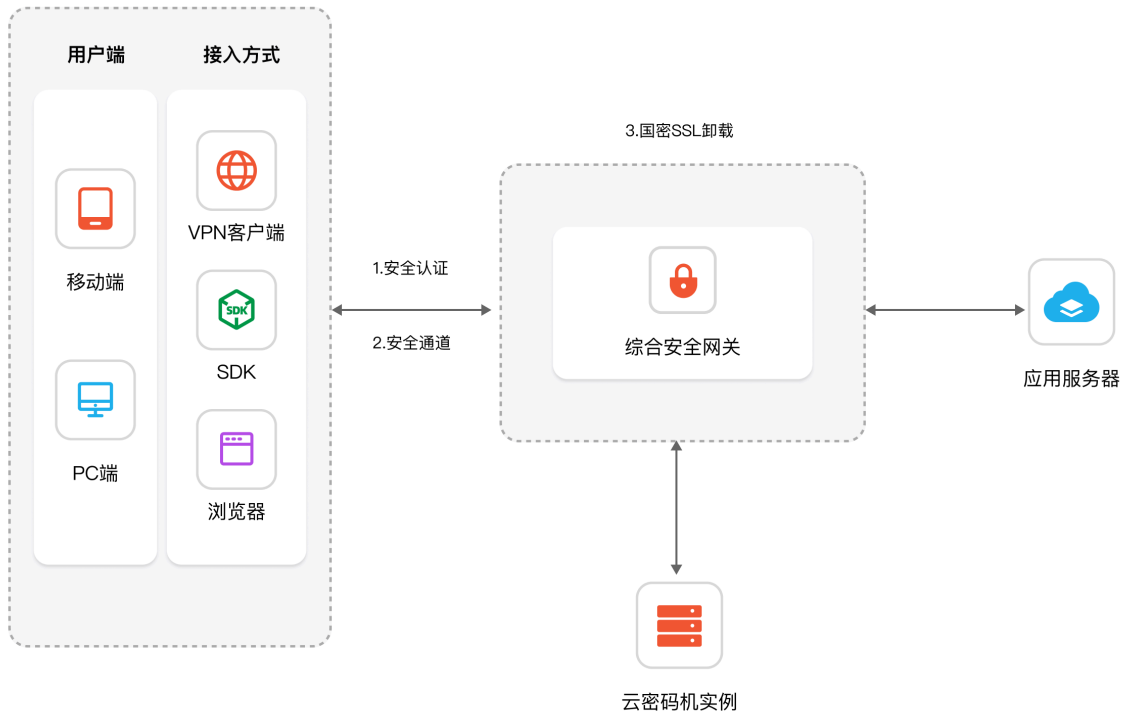 用户端
接入方式
移动端
PC端
VPN客户端
SDK
SDK
浏览器
1.安全认证
2.安全通道
3.国密SSL卸载
综合安全网关
应用服务器
云密码机实例